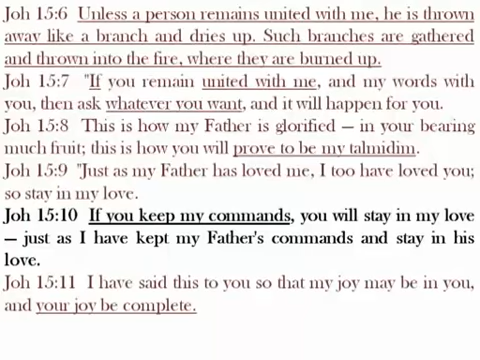 Joh 15:6 Unless a person remains united with me, he is thrown
away like a branch and dries up. Such branches are gathered
and thrown into the fire, where they are burned up.
Joh 15:7 "If you remain united with me, and my words with
you, then ask whatever you want, and it will happen for you.
Joh 15:8 This is how my Father is glorified — in your bearing
much fruit; this is how you will prove to be my talmidim.
Joh 15:9 "Just as my Father has loved me, I too have loved you;
so stay in my love.
Joh 15:10 If you keep my commands, you will stay in my love
— just as I have kept my Father's commands and stay in his
love.
Joh 15:11 I have said this to you so that my joy may be in you,
and your joy be complete.